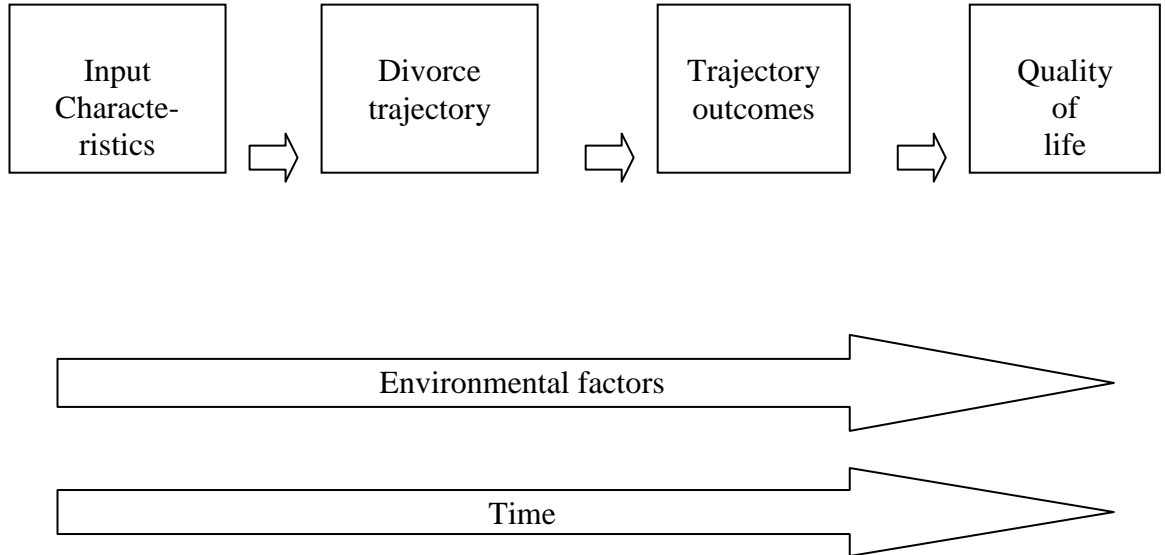 Input
Characte-
ristics
Divorce
trajectory
Trajectory
outcomes
Quality
of
life
Environmental factors
Time